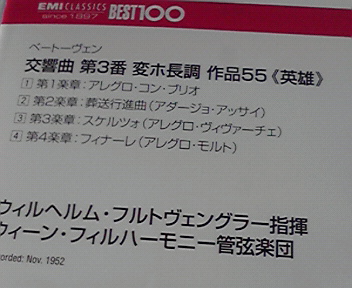 EMI CLASSICS BEST100
since 1897
ベートーヴェン
交響曲 第3番 変ホ長調 作品55《英雄》
1 第1楽章:アレグロ・コン・ブリオ
2 第2楽章:葬送行進曲(アダージョ・アッサイ)
3 第3楽章:スケルツォ(アレグロ・ヴィヴァーチェ)
4 第4楽章:フィナーレ(アレグロ・モルト)
ウィルヘルム・フルトヴェングラー指揮
ウィーン・フィルハーモニー管弦楽団
corded: Nov. 1952